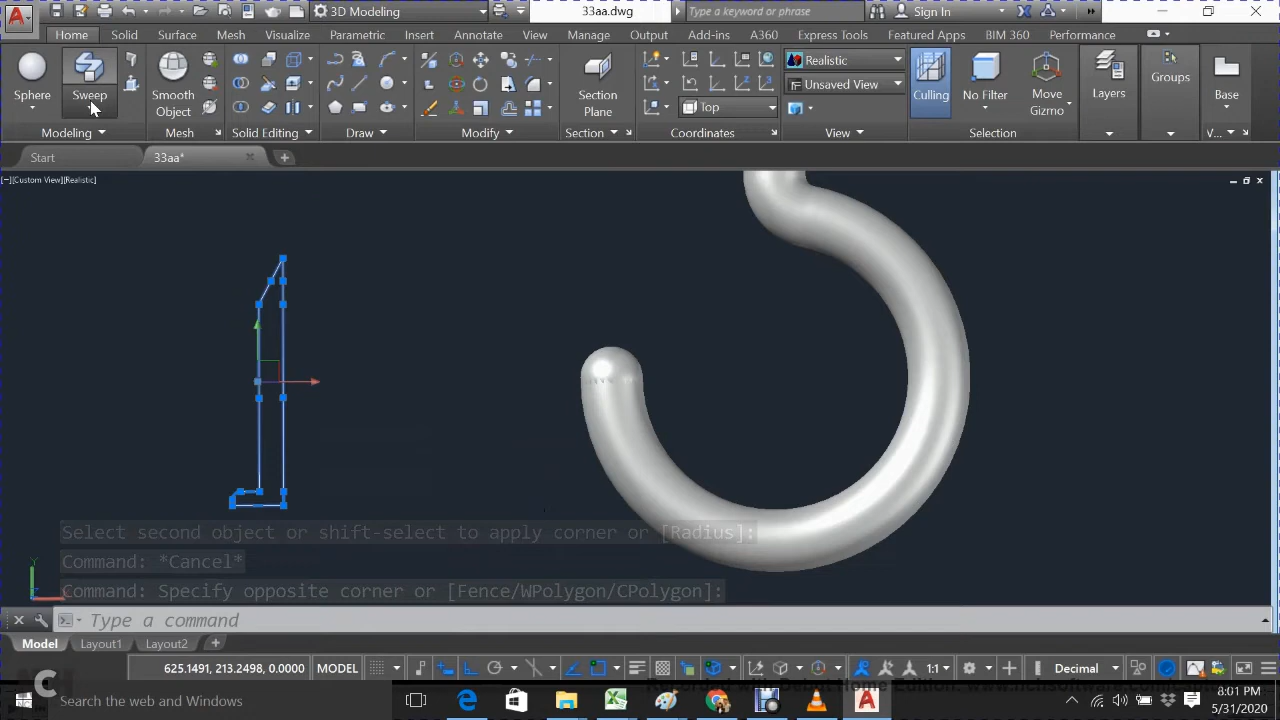 3D Modeling
33aa.dwg
Type a keyword or phrase
Sign In
Home Solid Surface Mesh Visualize Parametric Insert Annotate View Manage Output Add-ins A360 Express Tools Featured Apps BIM 360 Performance
Realistic
Unsaved View
Top
Sphere
Sweep
Smooth
Object
Section
Plane
Culling
No Filter
Move
Gizmo
Layers
Groups
Base
Modeling Mesh Solid Editing Draw Modify Section Coordinates View Selection V...
Start 33aa*
[−][Custom View][Realistic]
Y
Select second object or shift-select to apply corner or [Radius]:
Command: *Cancel*
Command: Specify opposite corner or [Fence/WPolygon/CPolygon]:
Type a command
Model Layout1 Layout2
625.1491, 213.2498, 0.0000 MODEL 1:1 Decimal
C
Search the web and Windows
8:01 PM
5/31/2020